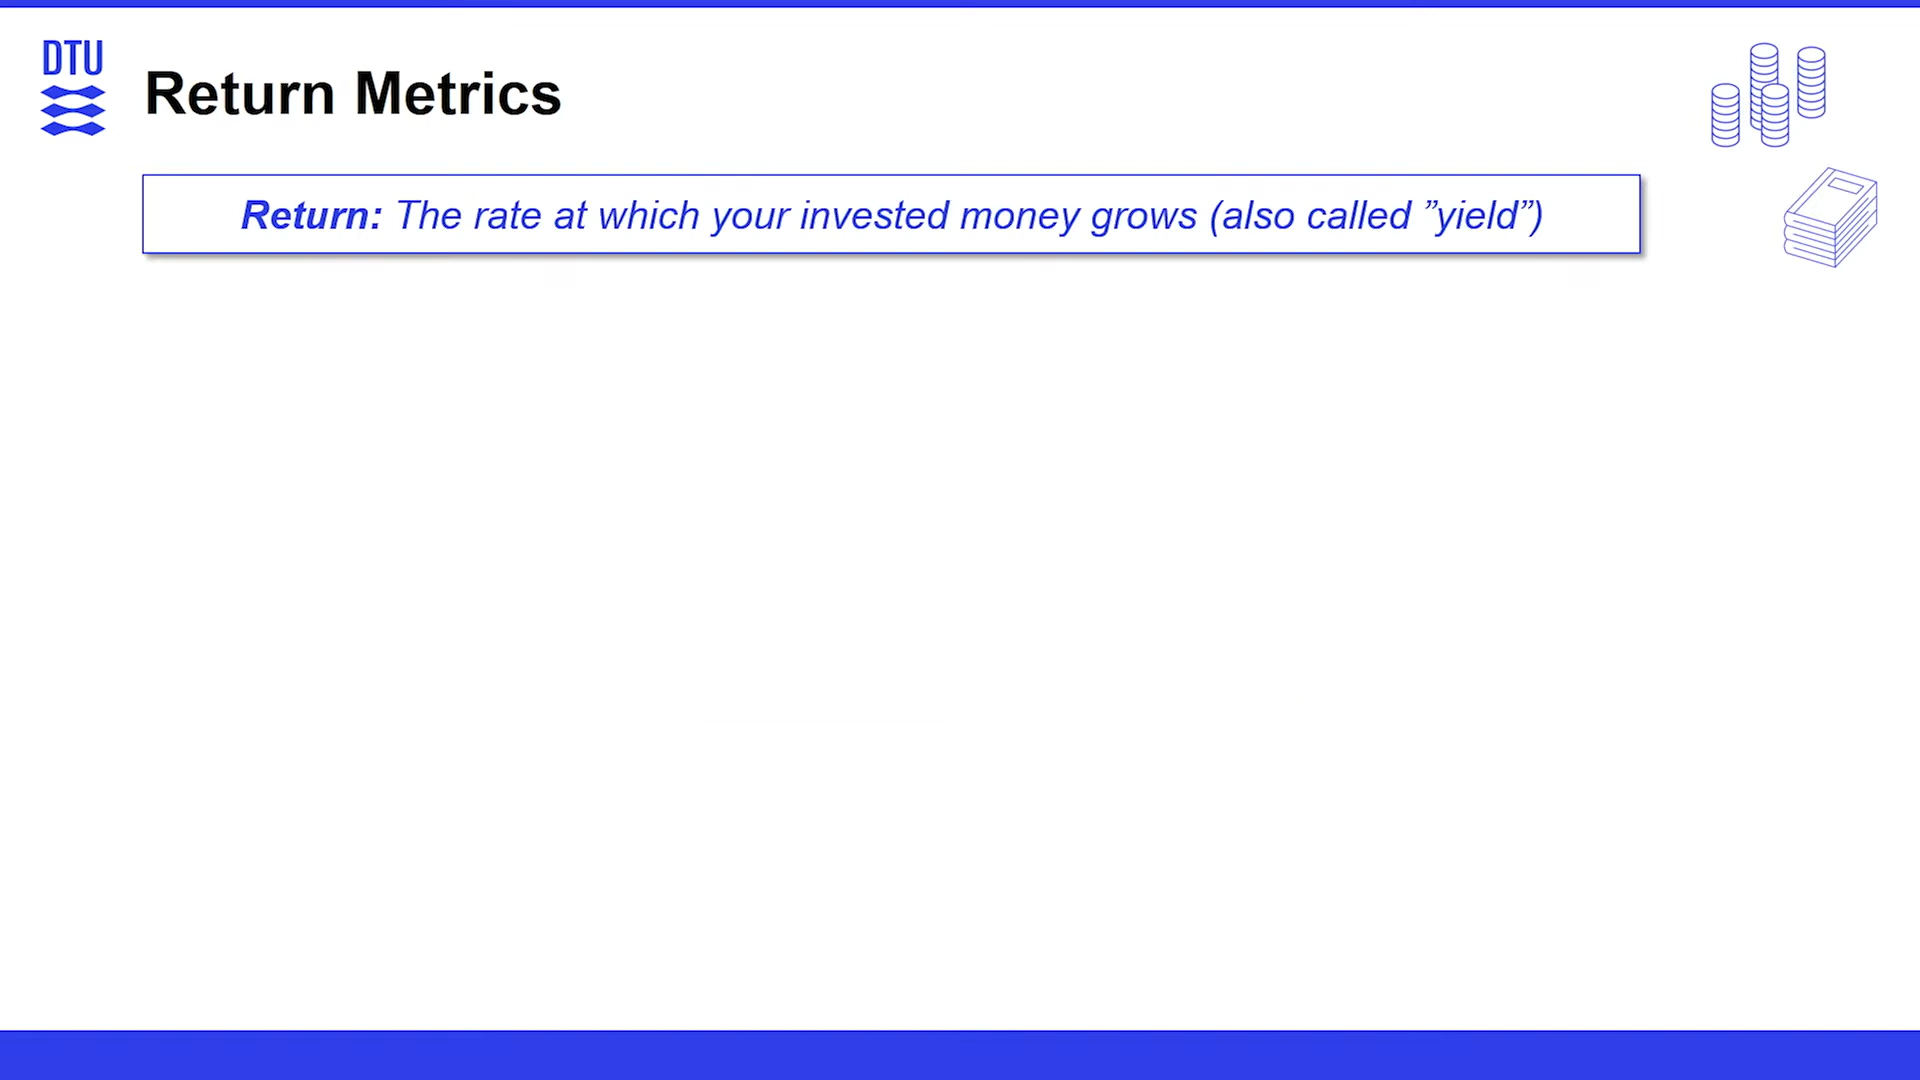 DTU
Return Metrics
Return: The rate at which your invested money grows (also called ”yield”)